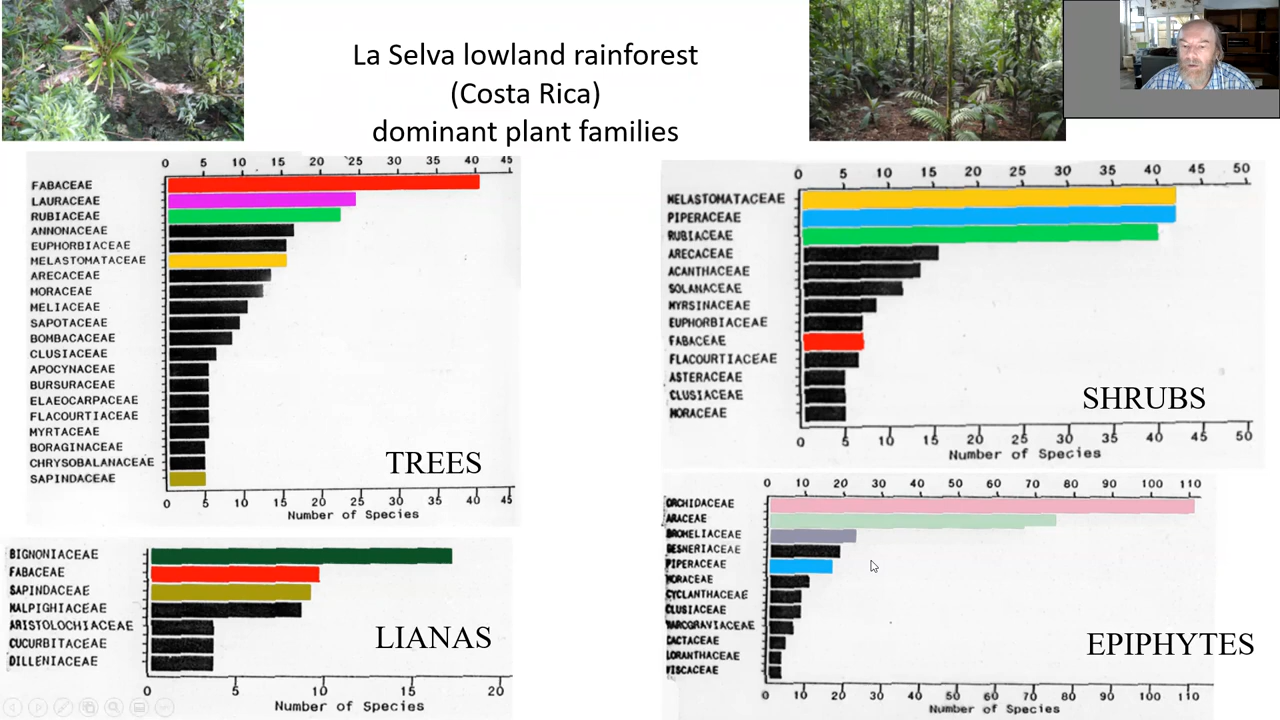 La Selva lowland rainforest
(Costa Rica)
dominant plant families
0 5 10 15 20 25 30 35 40 45
FABACEAE
LAURACEAE
RUBIACEAE
ANNONACEAE
EUPHORBIACEAE
MELASTOMATACEAE
ARECACEAE
MORACEAE
MELIACEAE
SAPOTACEAE
BOMBACACEAE
CLUSIACEAE
APOCYNACEAE
BURSURACEAE
ELAEOCARPACEAE
FLACOURTIACEAE
MYRTACEAE
BORAGINACEAE
CHRYSOBALANACEAE
SAPINDACEAE
TREES
0 5 10 15 20 25 30 35 40 45
Number of Species
0 5 10 15 20 25 30 35 40 50
MELASTOMATACEAE
PIPERACEAE
RUBIACEAE
ARECACEAE
ACANTHACEAE
SOLANACEAE
MYRSINACEAE
EUPHORBIACEAE
FABACEAE
FLACOURTIACEAE
ASTERACEAE
CLUSIACEAE
MORACEAE
SHRUBS
0 5 10 15 20 25 30 35 40 45 50
Number of Species
BIGNONIACEAE
FABACEAE
SAPINDACEAE
MALPIGHIACEAE
ARISTOLOCHIACEAE
CUCURBITACEAE
DILLENIACEAE
LIANAS
0 5 10 15 20
Number of Species
0 10 20 30 40 50 60 70 80 90 100 110
ORCHIDACEAE
ARACEAE
BROMELIACEAE
GESNERIACEAE
PIPERACEAE
MORACEAE
CYCLANTHACEAE
CLUSIACEAE
MARCGRAVIACEAE
CACTACEAE
LORANTHACEAE
VISCACEAE
EPIPHYTES
0 10 20 30 40 50 60 70 80 90 100 110
Number of Species